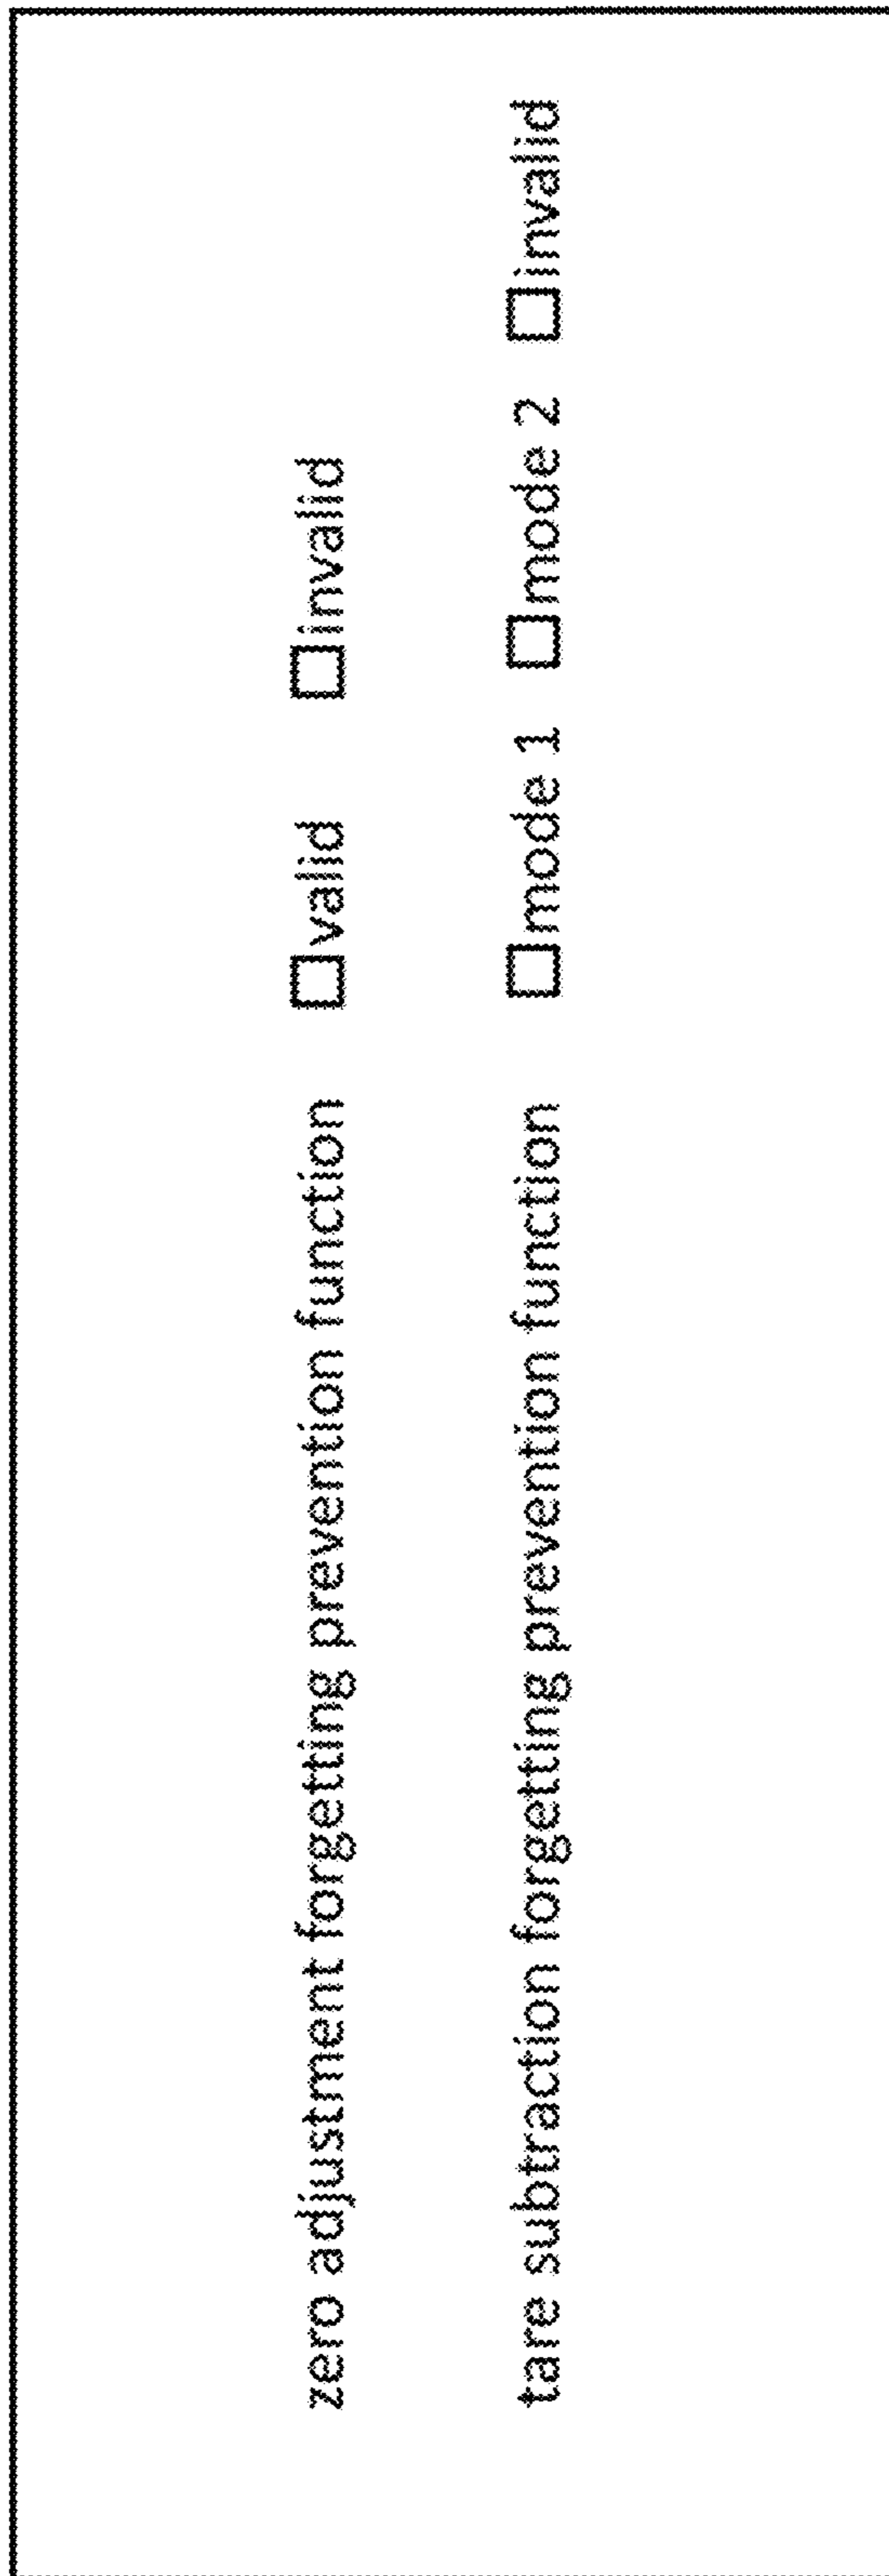 zero adjustment forgetting prevention function □valid □invalid
tare subtraction forgetting prevention function □mode 1 □mode 2 □invalid